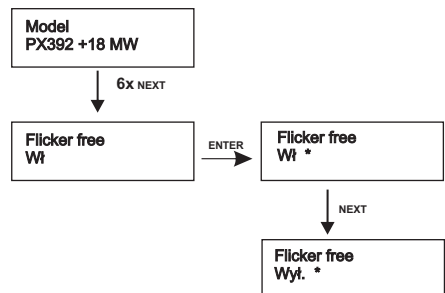 Model
PX392 +18 MW
6x NEXT
Flicker free
Wł
ENTER
Flicker free
Wł *
NEXT
Flicker free
Wył. *